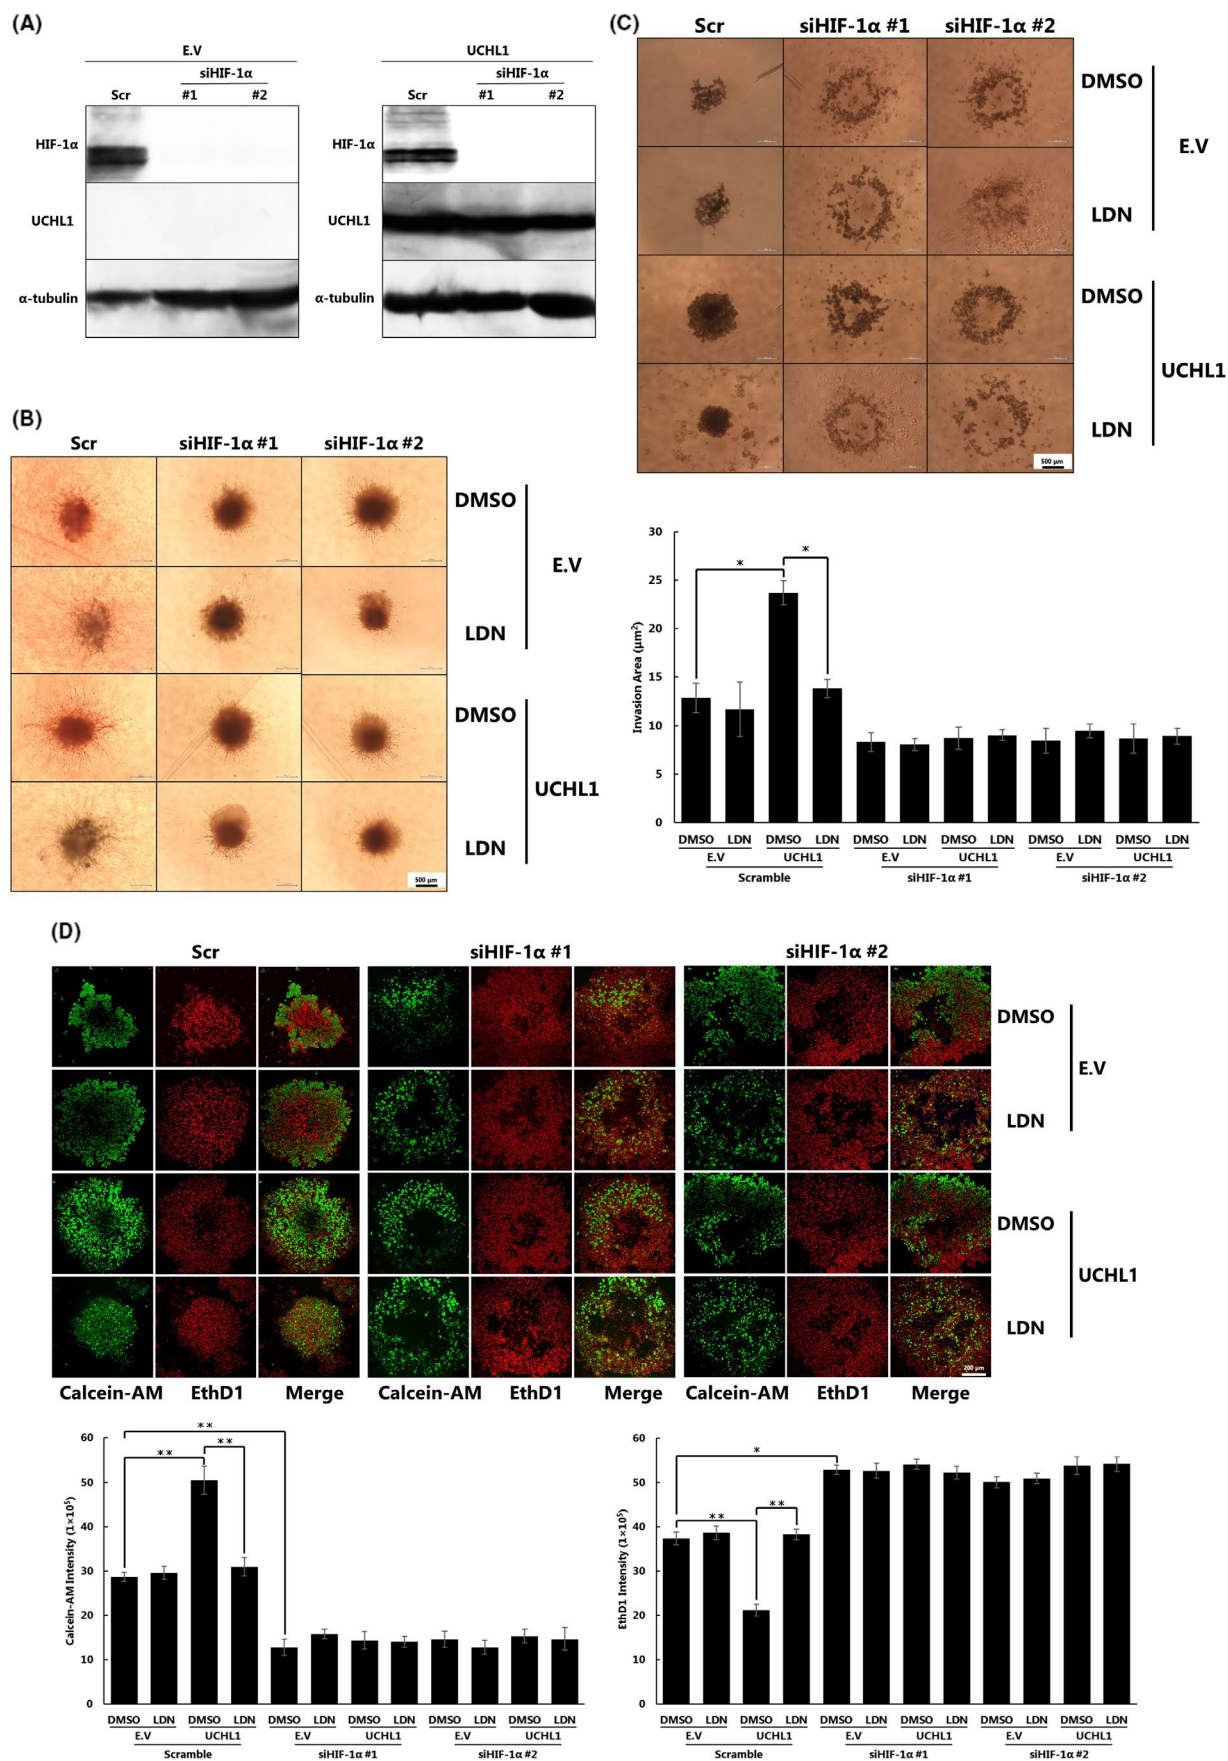 (A)
E.V
siHIF-1α
Scr #1 #2
HIF-1α
UCHL1
α-tubulin
UCHL1
siHIF-1α
Scr #1 #2
HIF-1α
UCHL1
α-tubulin
(B)
Scr siHIF-1α #1 siHIF-1α #2
DMSO
E.V
LDN
DMSO
UCHL1
LDN
500 μm
(C)
Scr siHIF-1α #1 siHIF-1α #2
DMSO
E.V
LDN
DMSO
UCHL1
LDN
500 μm
30
25
20
15
10
5
0
Invasion Area (μm²)
* *
DMSO LDN DMSO LDN DMSO LDN DMSO LDN DMSO LDN DMSO LDN
E.V UCHL1 E.V UCHL1 E.V UCHL1
Scramble siHIF-1α #1 siHIF-1α #2
(D)
Scr siHIF-1α #1 siHIF-1α #2
DMSO
E.V
LDN
DMSO
UCHL1
LDN
200 μm
Calcein-AM EthD1 Merge Calcein-AM EthD1 Merge Calcein-AM EthD1 Merge
60
50
40
30
20
10
0
Calcein-AM Intensity (1×10⁵)
**
** **
DMSO LDN DMSO LDN DMSO LDN DMSO LDN DMSO LDN DMSO LDN
E.V UCHL1 E.V UCHL1 E.V UCHL1
Scramble siHIF-1α #1 siHIF-1α #2
60
50
40
30
20
10
0
EthD1 Intensity (1×10⁵)
*
** **
DMSO LDN DMSO LDN DMSO LDN DMSO LDN DMSO LDN DMSO LDN
E.V UCHL1 E.V UCHL1 E.V UCHL1
Scramble siHIF-1α #1 siHIF-1α #2